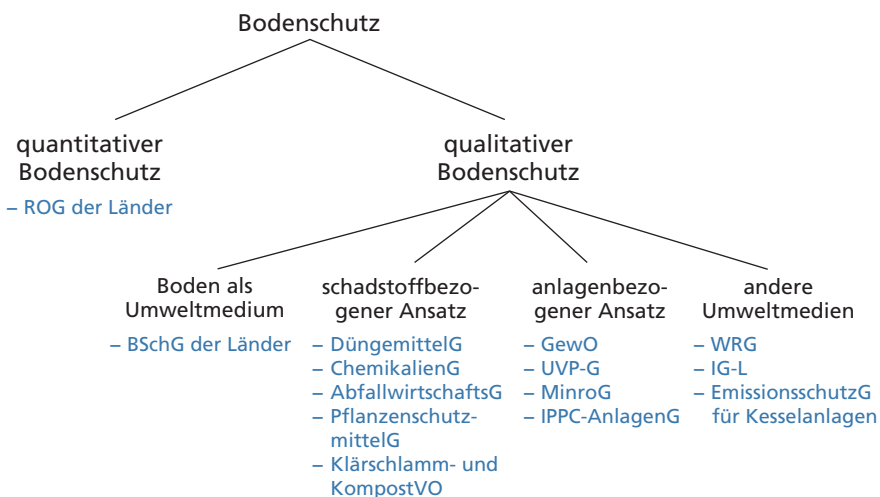 Bodenschutz
quantitativer
Bodenschutz
– ROG der Länder
qualitativer
Bodenschutz
Boden als
Umweltmedium
– BSchG der Länder
schadstoffbezo-
gener Ansatz
– DüngemittelG
– ChemikalienG
– AbfallwirtschaftsG
– Pflanzenschutz-
mittelG
– Klärschlamm- und
KompostVO
anlagenbezo-
gener Ansatz
– GewO
– UVP-G
– MinroG
– IPPC-AnlagenG
andere
Umweltmedien
– WRG
– IG-L
– EmissionsschutzG
für Kesselanlagen